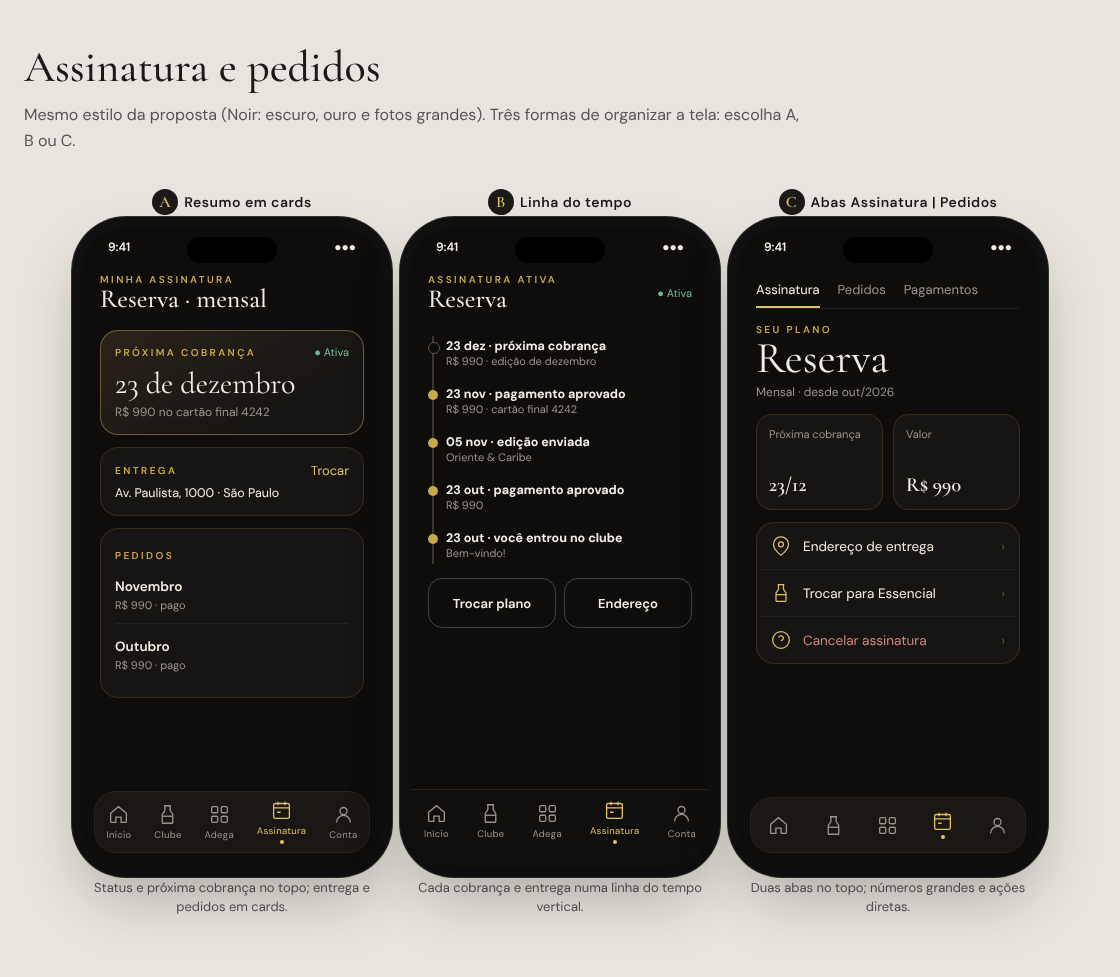 Assinatura e pedidos
Mesmo estilo da proposta (Noir: escuro, ouro e fotos grandes). Três formas de organizar a tela: escolha A,
B ou C.
A Resumo em cards
9:41
MINHA ASSINATURA
Reserva · mensal
PRÓXIMA COBRANÇA
Ativa
23 de dezembro
R$ 990 no cartão final 4242
ENTREGA
Trocar
Av. Paulista, 1000 · São Paulo
PEDIDOS
Novembro
R$ 990 · pago
Outubro
R$ 990 · pago
Início Clube Adega Assinatura Conta
Status e próxima cobrança no topo; entrega e
pedidos em cards.
B Linha do tempo
9:41
ASSINATURA ATIVA
Reserva
Ativa
23 dez · próxima cobrança
R$ 990 · edição de dezembro
23 nov · pagamento aprovado
R$ 990 · cartão final 4242
05 nov · edição enviada
Oriente & Caribe
23 out · pagamento aprovado
R$ 990
23 out · você entrou no clube
Bem-vindo!
Trocar plano Endereço
Início Clube Adega Assinatura Conta
Cada cobrança e entrega numa linha do tempo
vertical.
C Abas Assinatura | Pedidos
9:41
Assinatura Pedidos Pagamentos
SEU PLANO
Reserva
Mensal · desde out/2026
Próxima cobrança
23/12
Valor
R$ 990
Endereço de entrega
Trocar para Essencial
Cancelar assinatura
Duas abas no topo; números grandes e ações
diretas.